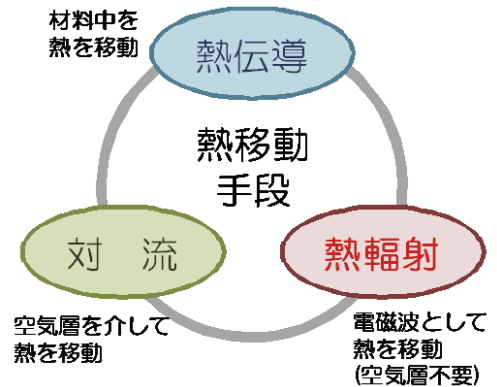 材料中を
熱を移動
熱伝導
熱移動
手段
対 流
熱輻射
空気層を介して
熱を移動
電磁波として
熱を移動
(空気層不要)